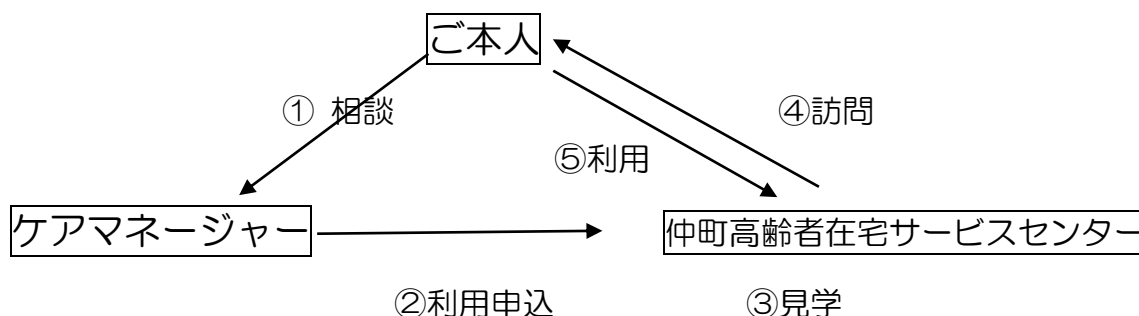 ご本人
① 相談
④訪問
⑤利用
ケアマネージャー
仲町高齢者在宅サービスセンター
②利用申込
③見学